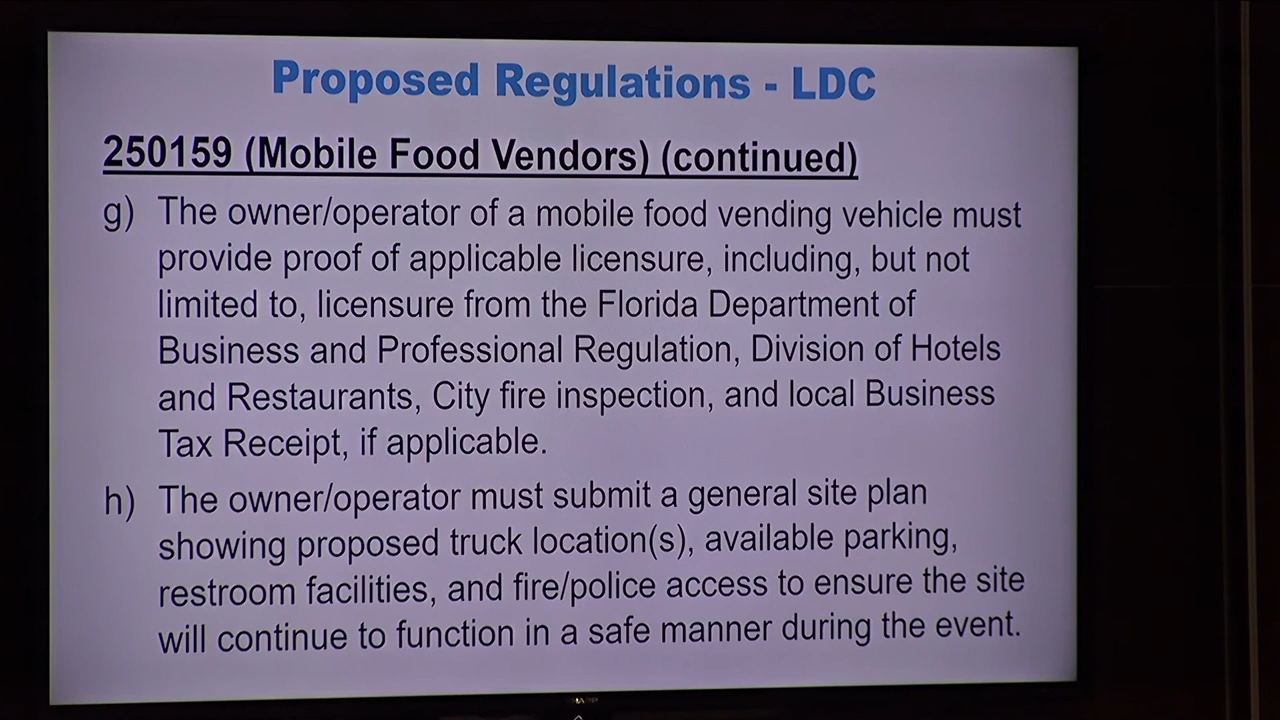 Proposed Regulations - LDC
250159 (Mobile Food Vendors) (continued)
g) The owner/operator of a mobile food vending vehicle must
provide proof of applicable licensure, including, but not
limited to, licensure from the Florida Department of
Business and Professional Regulation, Division of Hotels
and Restaurants, City fire inspection, and local Business
Tax Receipt, if applicable.
h) The owner/operator must submit a general site plan
showing proposed truck location(s), available parking,
restroom facilities, and fire/police access to ensure the site
will continue to function in a safe manner during the event.
SHARP